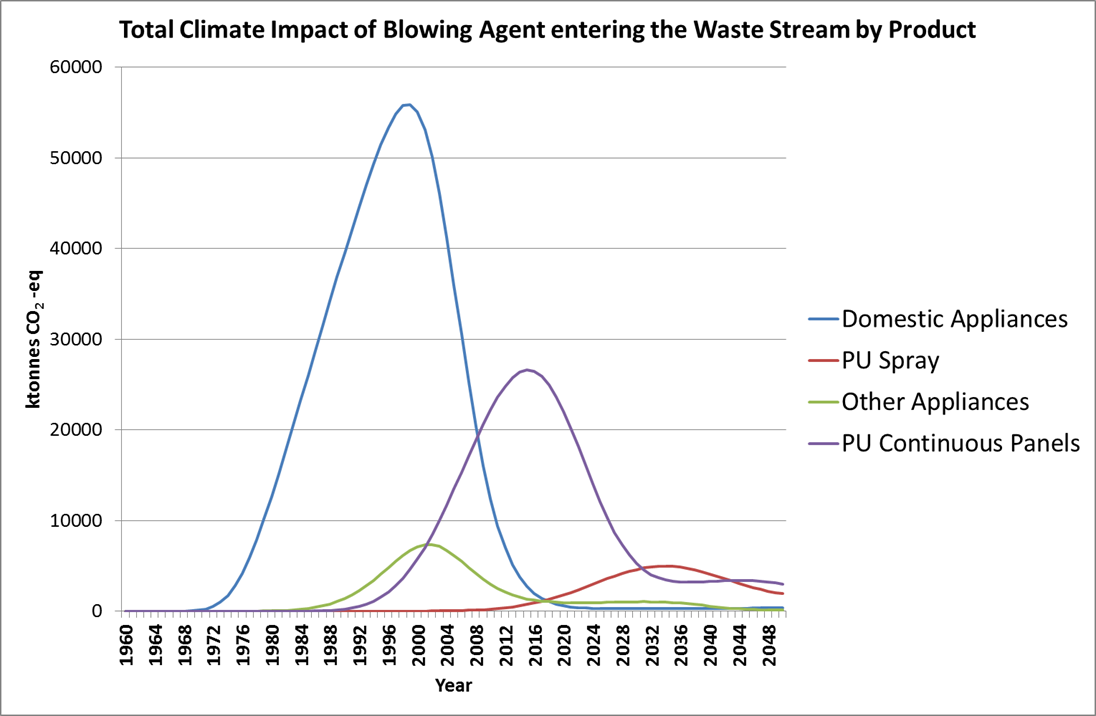 Total Climate Impact of Blowing Agent entering the Waste Stream by Product
60000
50000
40000
30000
20000
10000
0
ktonnes CO₂ -eq
1960 1964 1968 1972 1976 1980 1984 1988 1992 1996 2000 2004 2008 2012 2016 2020 2024 2028 2032 2036 2040 2044 2048
Year
Domestic Appliances
PU Spray
Other Appliances
PU Continuous Panels